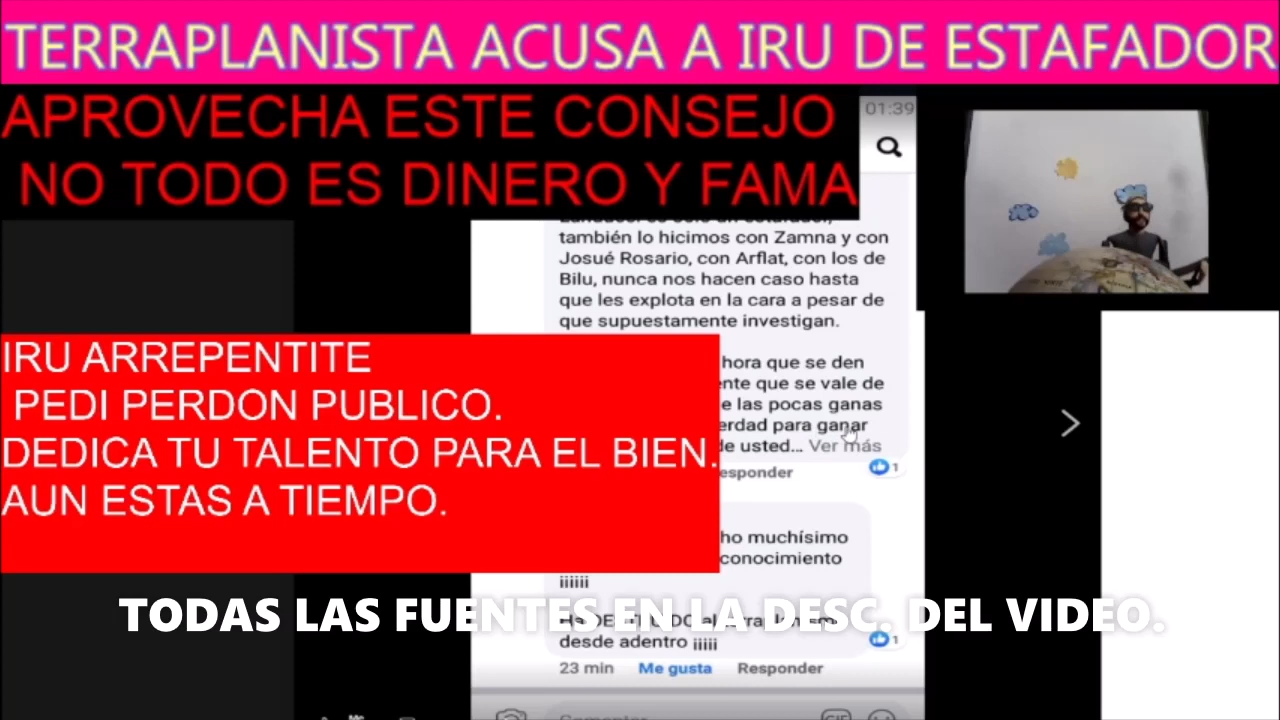 TERRAPLANISTA ACUSA A IRU DE ESTAFADOR
APROVECHA ESTE CONSEJO
NO TODO ES DINERO Y FAMA
01:39
también lo hicimos con Zamna y con
Josué Rosario, con Arflat, con los de
Bilu, nunca nos hacen caso hasta
que les explota en la cara a pesar de
que supuestamente investigan.
IRU ARREPENTITE
PEDI PERDON PUBLICO.
DEDICA TU TALENTO PARA EL BIEN.
AUN ESTAS A TIEMPO.
hora que se den
ente que se vale de
e las pocas ganas
erdad para ganar
de usted... Ver más
esponder
1
ho muchísimo
conocimiento
¡¡¡¡¡¡
TODAS LAS FUENTES EN LA DESC. DEL VIDEO.
desde adentro ¡¡¡¡¡
1
23 min Me gusta Responder
GIF